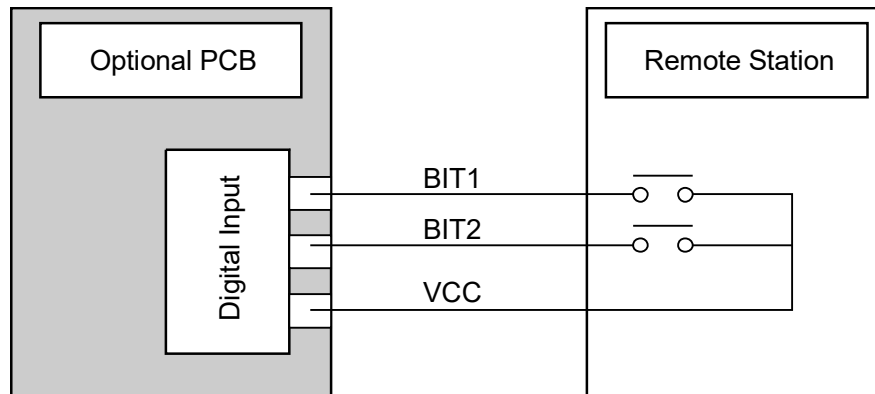 Optional PCB
Remote Station
Digital Input
BIT1
BIT2
VCC